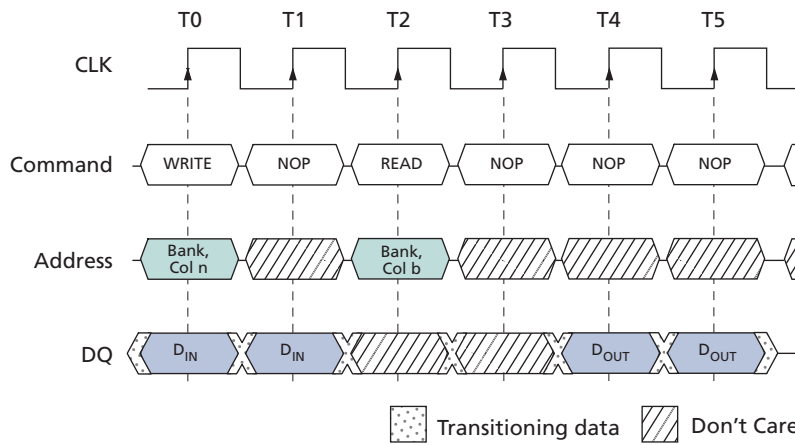 T0 T1 T2 T3 T4 T5
CLK
Command WRITE NOP READ NOP NOP NOP
Address Bank, Col n Bank, Col b
DQ DIN DIN DOUT DOUT
Transitioning data Don't Care